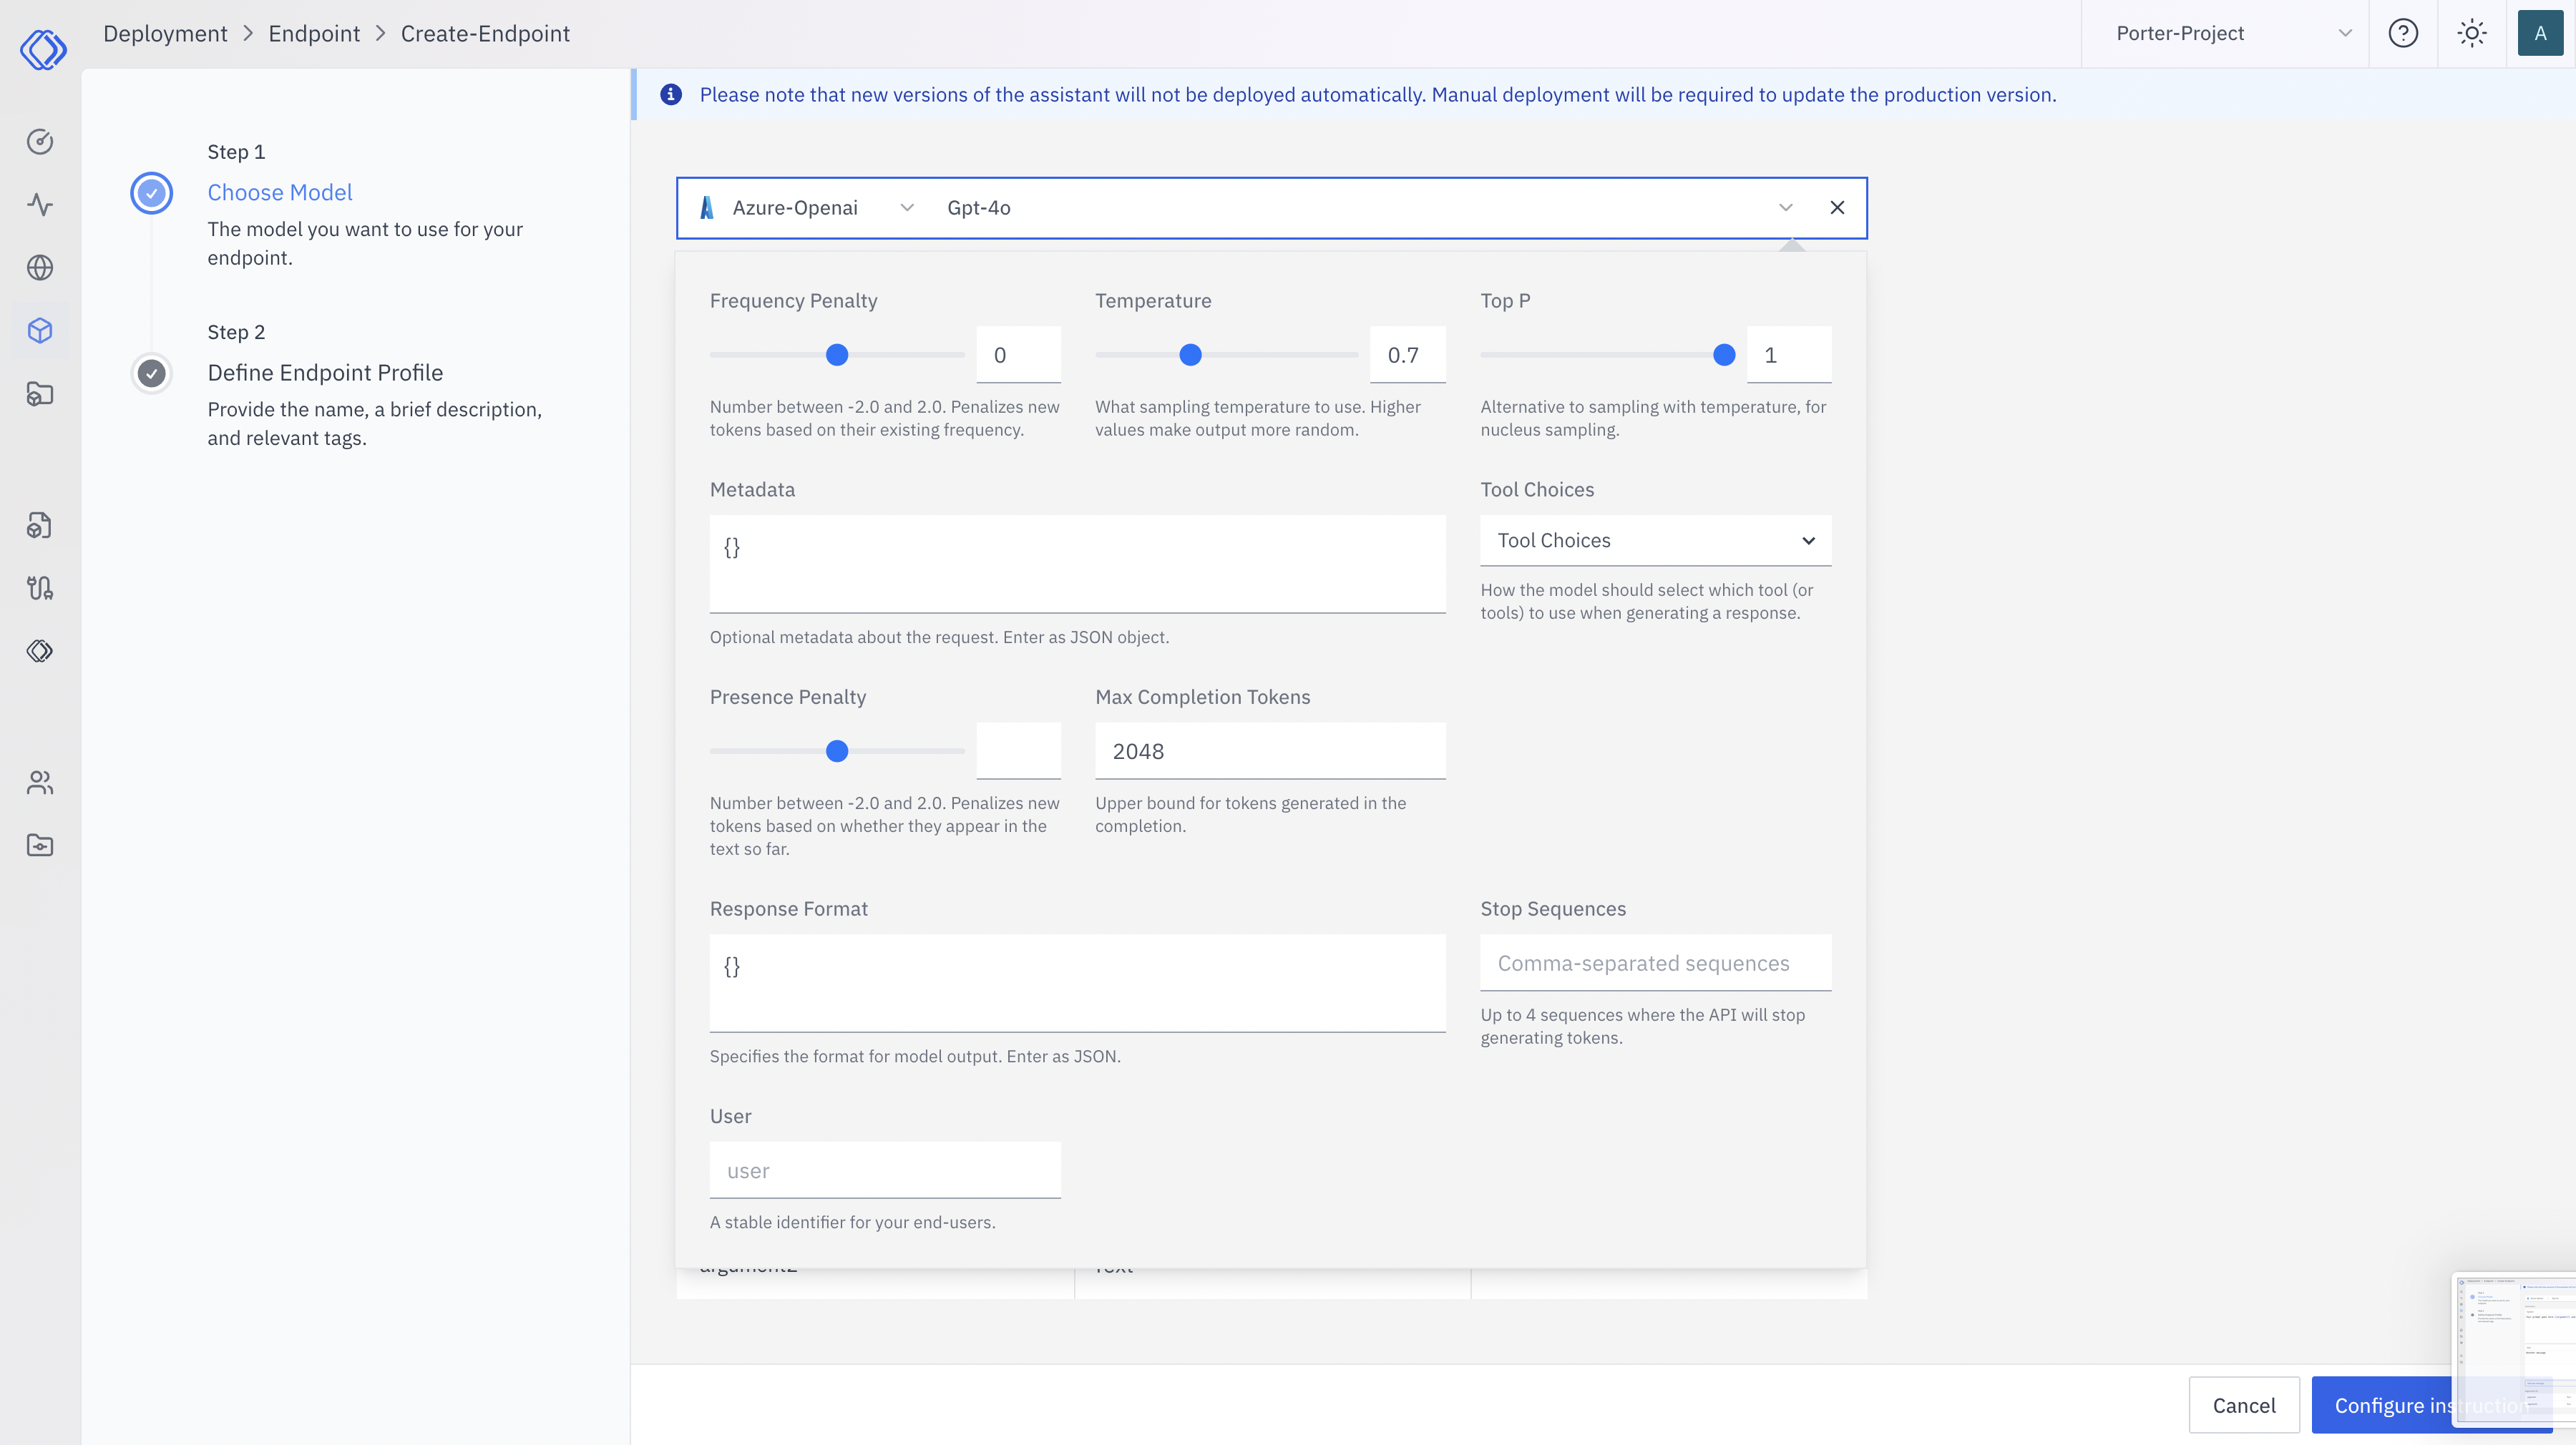 Deployment > Endpoint > Create-Endpoint
Porter-Project
A
Please note that new versions of the assistant will not be deployed automatically. Manual deployment will be required to update the production version.
Step 1
Choose Model
The model you want to use for your
endpoint.
Step 2
Define Endpoint Profile
Provide the name, a brief description,
and relevant tags.
Azure-Openai
Gpt-4o
Frequency Penalty
0
Number between -2.0 and 2.0. Penalizes new
tokens based on their existing frequency.
Temperature
0.7
What sampling temperature to use. Higher
values make output more random.
Top P
1
Alternative to sampling with temperature, for
nucleus sampling.
Metadata
{}
Optional metadata about the request. Enter as JSON object.
Tool Choices
Tool Choices
How the model should select which tool (or
tools) to use when generating a response.
Presence Penalty
Number between -2.0 and 2.0. Penalizes new
tokens based on whether they appear in the
text so far.
Max Completion Tokens
2048
Upper bound for tokens generated in the
completion.
Response Format
{}
Specifies the format for model output. Enter as JSON.
Stop Sequences
Comma-separated sequences
Up to 4 sequences where the API will stop
generating tokens.
User
user
A stable identifier for your end-users.
argument2
Text
Cancel
Configure instruction